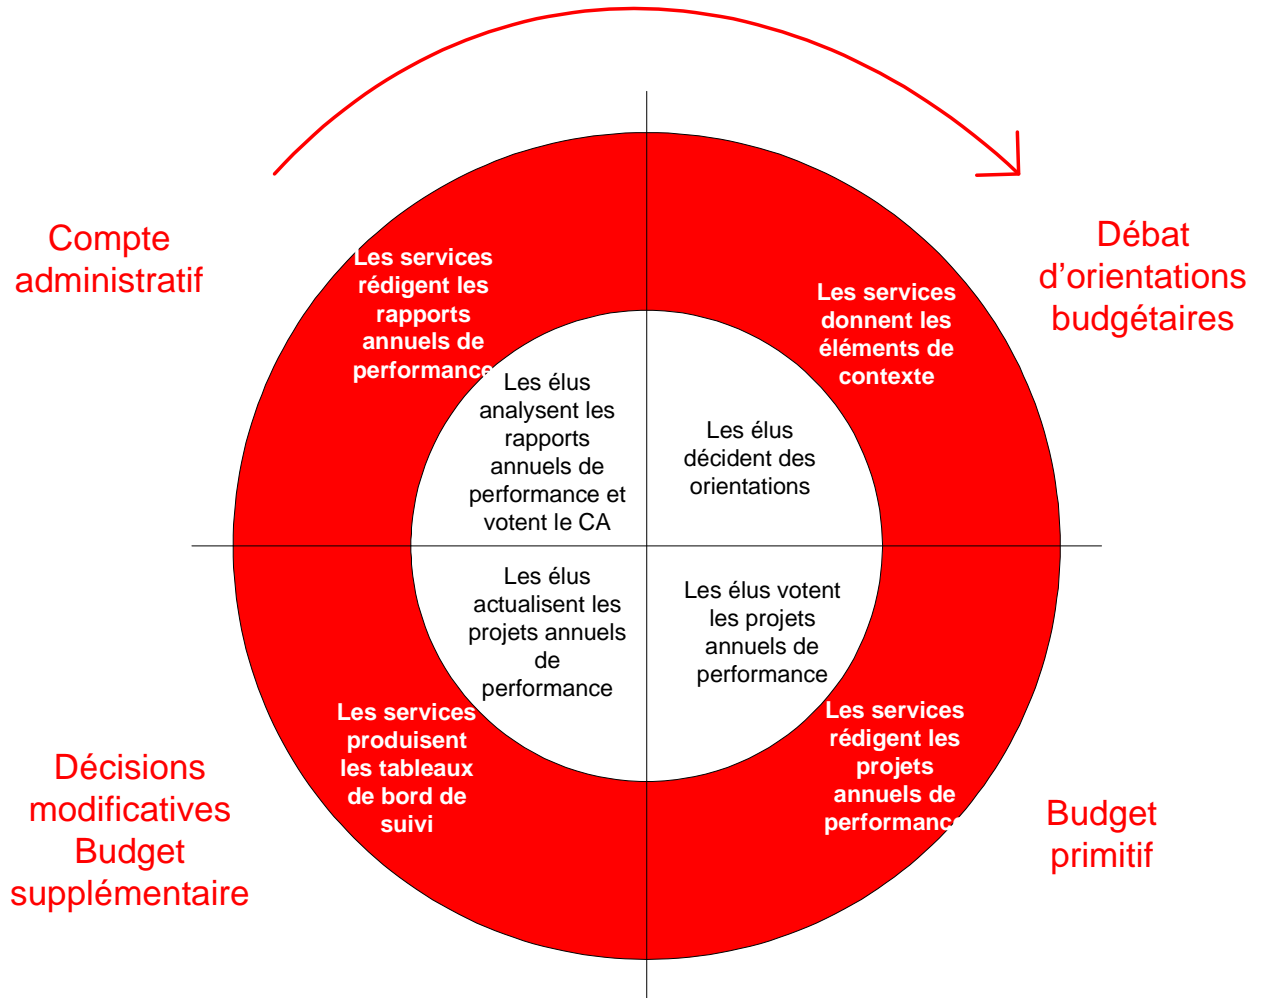 Compte
administratif
Débat
d’orientations
budgétaires
Les services
rédigent les
rapports
annuels de
performance
Les services
donnent les
éléments de
contexte
Les élus
analysent les
rapports
annuels de
performance et
votent le CA
Les élus
décident des
orientations
Les élus
actualisent les
projets annuels
de
performance
Les élus votent
les projets
annuels de
performance
Les services
produisent
les tableaux
de bord de
suivi
Les services
rédigent les
projets
annuels de
performance
Décisions
modificatives
Budget
supplémentaire
Budget
primitif